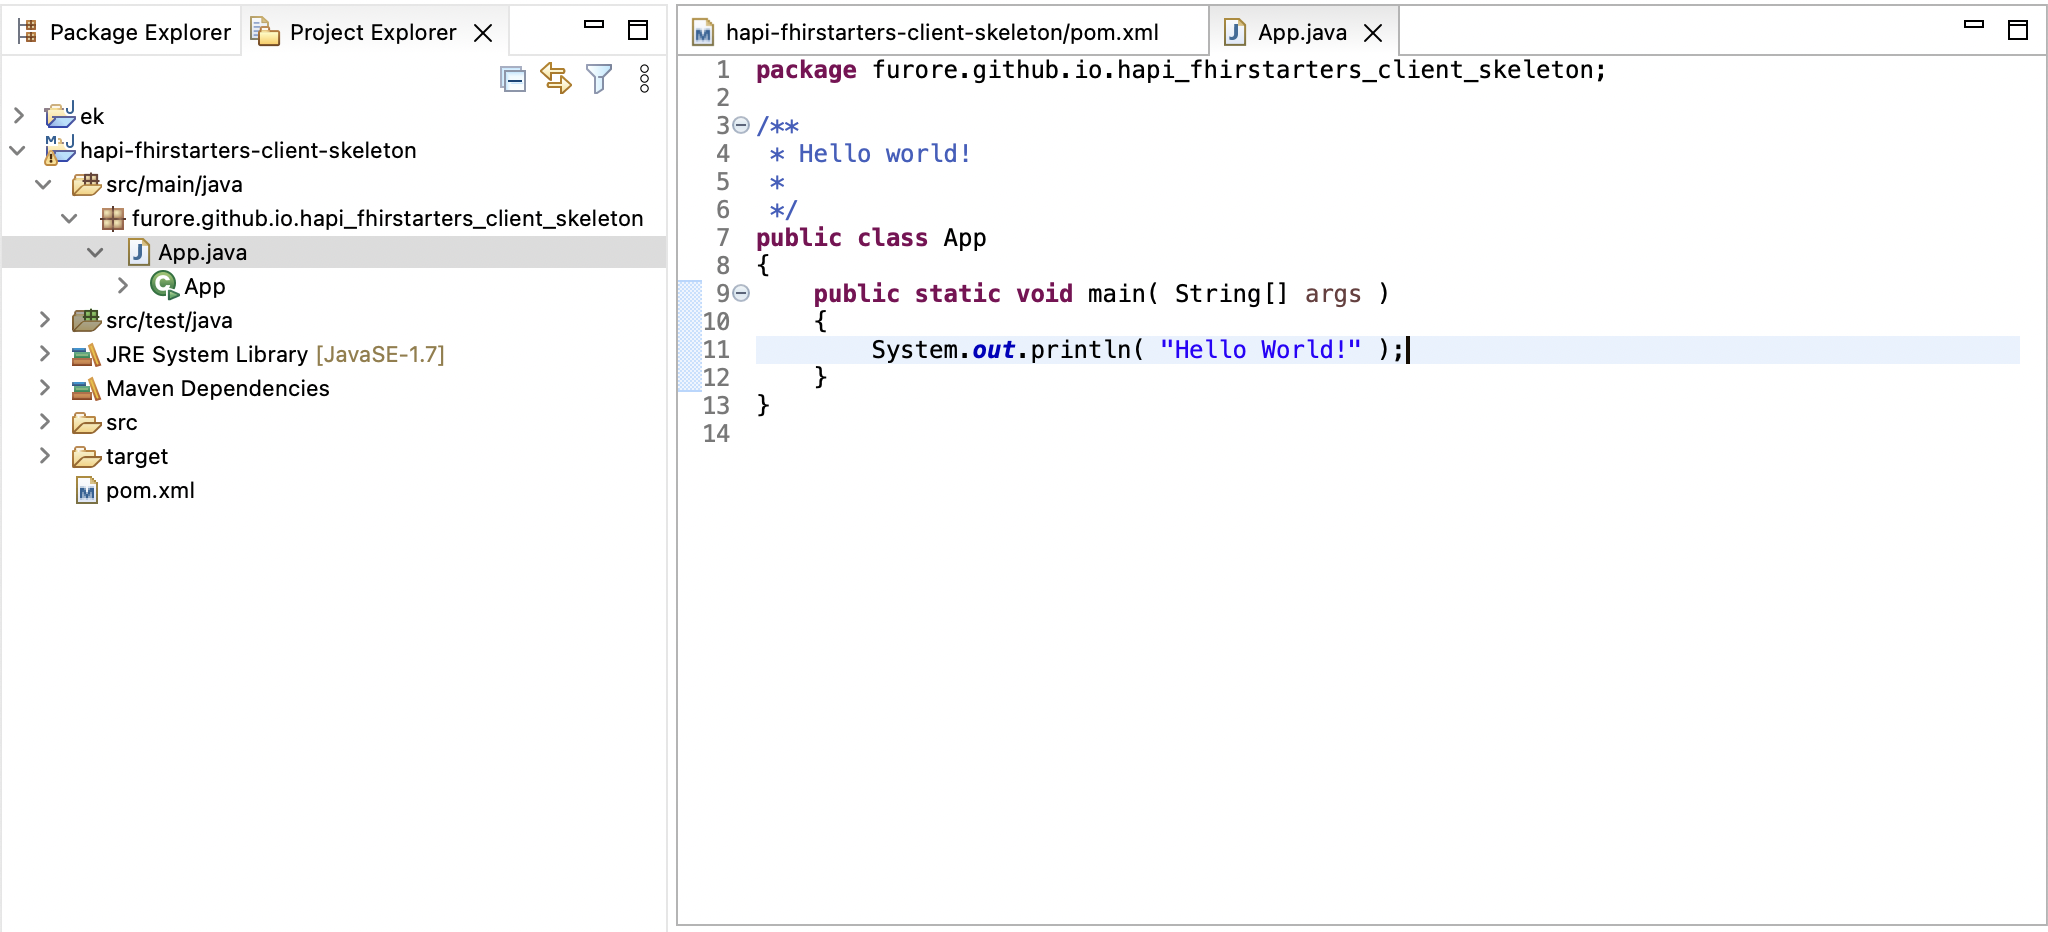 Package Explorer
Project Explorer
ek
hapi-fhirstarters-client-skeleton
src/main/java
furore.github.io.hapi_fhirstarters_client_skeleton
App.java
App
src/test/java
JRE System Library [JavaSE-1.7]
Maven Dependencies
src
target
pom.xml
hapi-fhirstarters-client-skeleton/pom.xml
App.java
1 package furore.github.io.hapi_fhirstarters_client_skeleton;
2
3 /**
4  * Hello world!
5  *
6  */
7 public class App
8 {
9     public static void main( String[] args )
10     {
11         System.out.println( "Hello World!" );
12     }
13 }
14